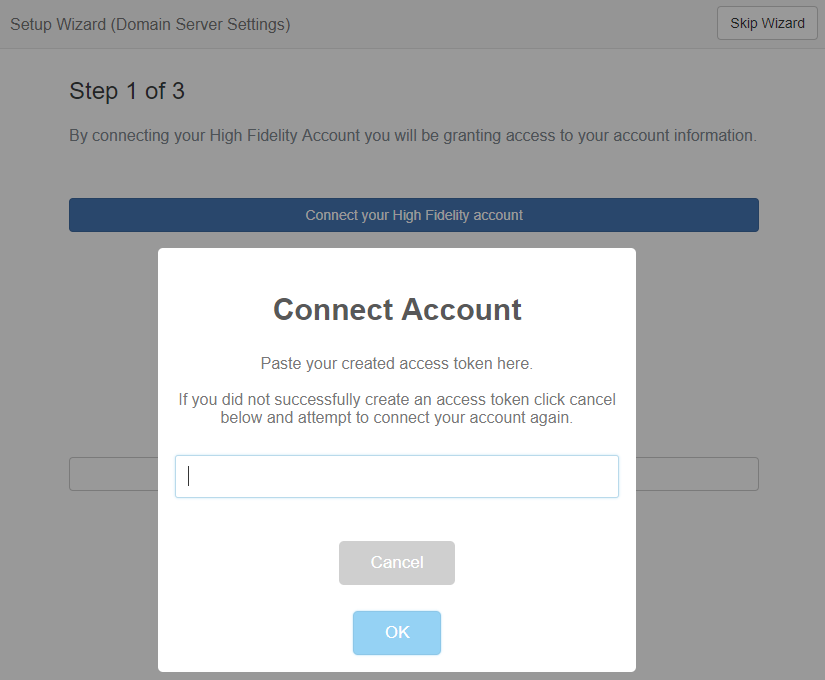 Setup Wizard (Domain Server Settings)
Skip Wizard
Step 1 of 3
By connecting your High Fidelity Account you will be granting access to your account information.
Connect your High Fidelity account
Connect Account
Paste your created access token here.
If you did not successfully create an access token click cancel
below and attempt to connect your account again.
Cancel
OK